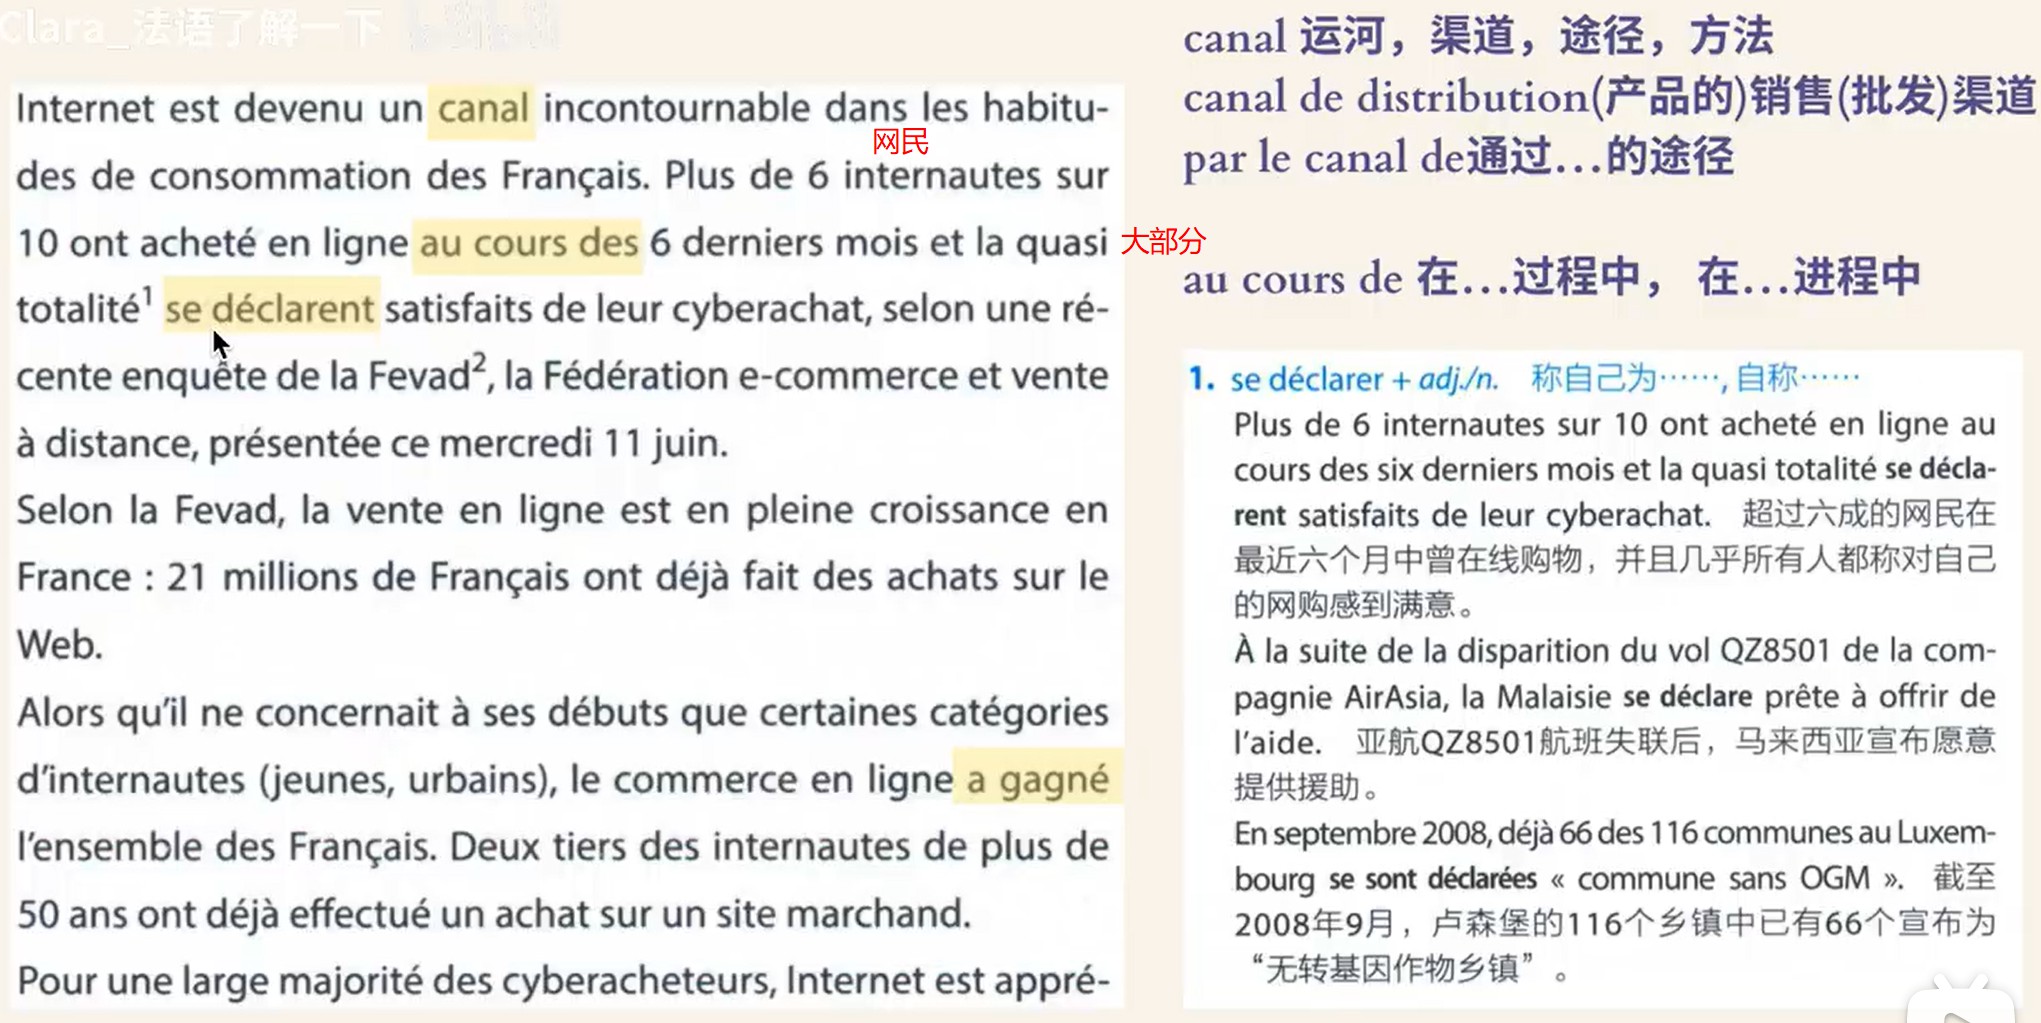 Clara_法语了解一下
Internet est devenu un canal incontournable dans les habitu-
网民
des de consommation des Français. Plus de 6 internautes sur
10 ont acheté en ligne au cours des 6 derniers mois et la quasi
大部分
totalité¹ se déclarent satisfaits de leur cyberachat, selon une ré-
cente enquête de la Fevad², la Fédération e-commerce et vente
à distance, présentée ce mercredi 11 juin.
Selon la Fevad, la vente en ligne est en pleine croissance en
France : 21 millions de Français ont déjà fait des achats sur le
Web.
Alors qu'il ne concernait à ses débuts que certaines catégories
d'internautes (jeunes, urbains), le commerce en ligne a gagné
l'ensemble des Français. Deux tiers des internautes de plus de
50 ans ont déjà effectué un achat sur un site marchand.
Pour une large majorité des cyberacheteurs, Internet est appré-
canal 运河，渠道，途径，方法
canal de distribution(产品的)销售(批发)渠道
par le canal de通过…的途径
au cours de 在…过程中， 在…进程中
1. se déclarer + adj./n. 称自己为……, 自称……
Plus de 6 internautes sur 10 ont acheté en ligne au
cours des six derniers mois et la quasi totalité se décla-
rent satisfaits de leur cyberachat. 超过六成的网民在
最近六个月中曾在线购物，并且几乎所有人都称对自己
的网购感到满意。
À la suite de la disparition du vol QZ8501 de la com-
pagnie AirAsia, la Malaisie se déclare prête à offrir de
l'aide. 亚航QZ8501航班失联后，马来西亚宣布愿意
提供援助。
En septembre 2008, déjà 66 des 116 communes au Luxem-
bourg se sont déclarées « commune sans OGM ». 截至
2008年9月，卢森堡的116个乡镇中已有66个宣布为
“无转基因作物乡镇”。